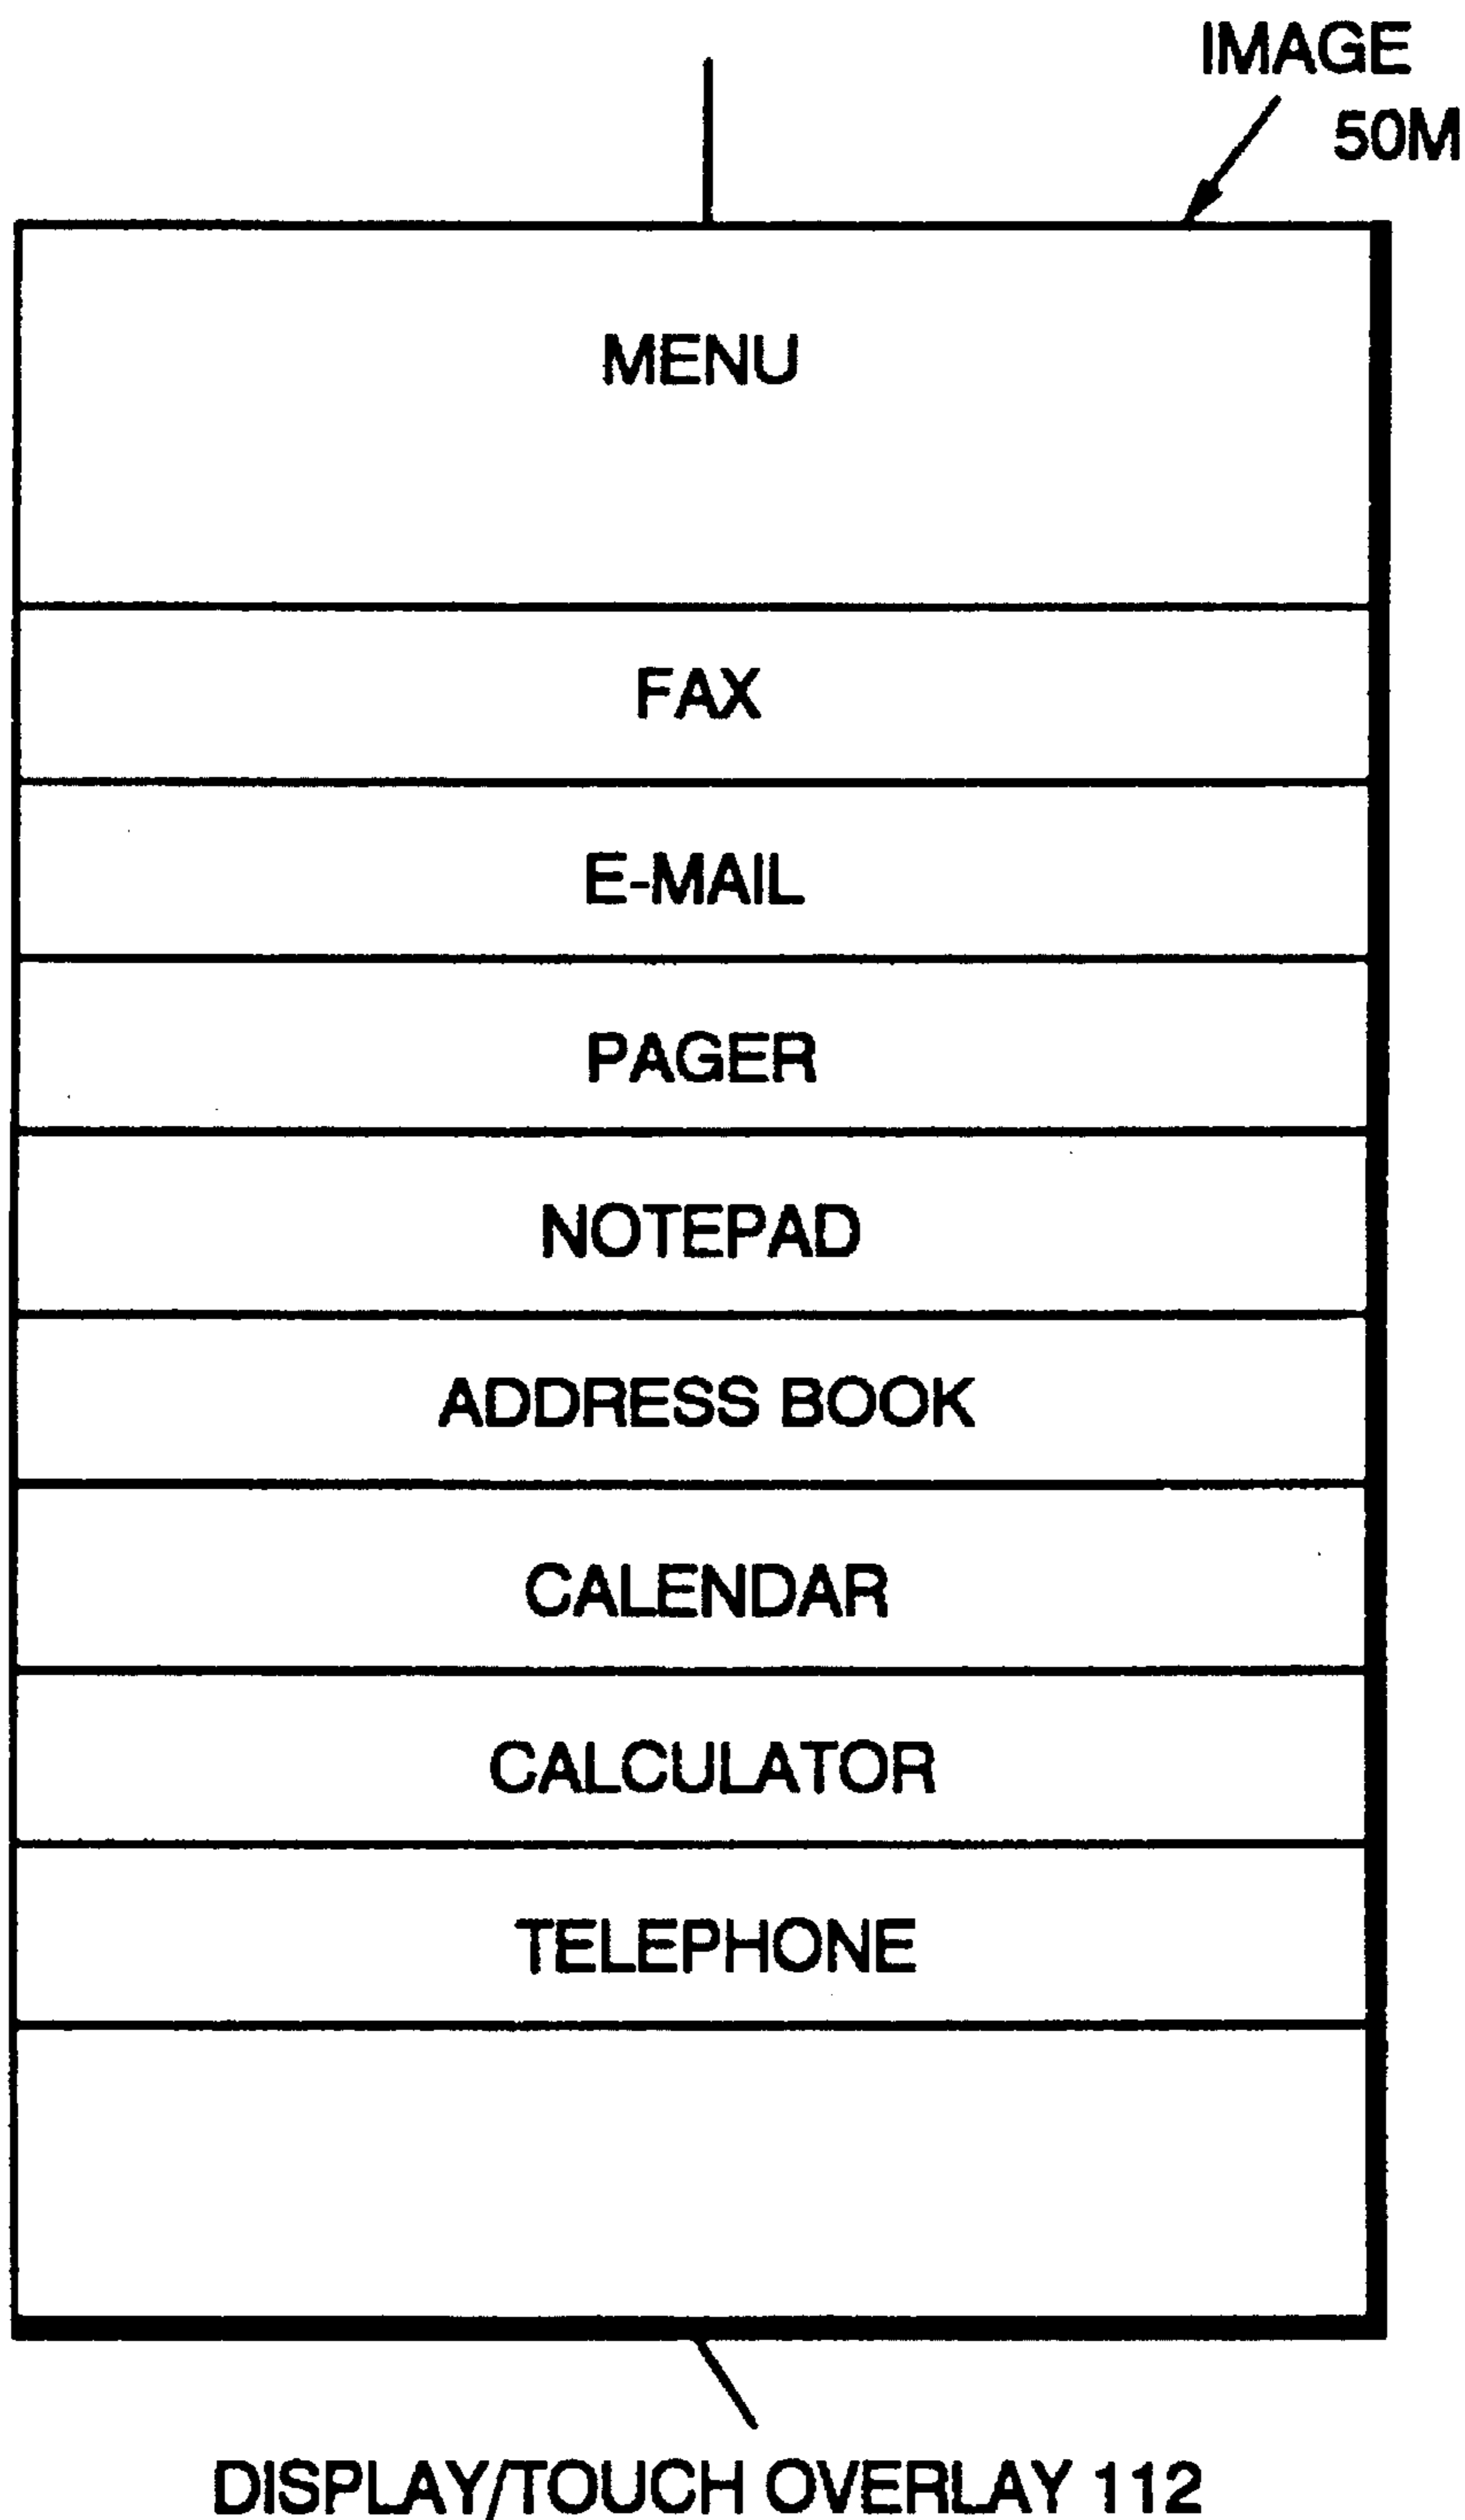 IMAGE
50M
MENU
FAX
E-MAIL
PAGER
NOTEPAD
ADDRESS BOOK
CALENDAR
CALCULATOR
TELEPHONE
DISPLAY/TOUCH OVERLAY 112